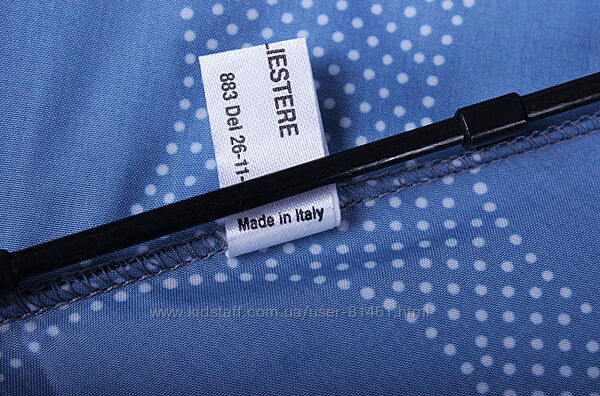 LIESTERE
883 Del 26-11-
Made in Italy
www.kidstaff.com.ua/user-81461.html